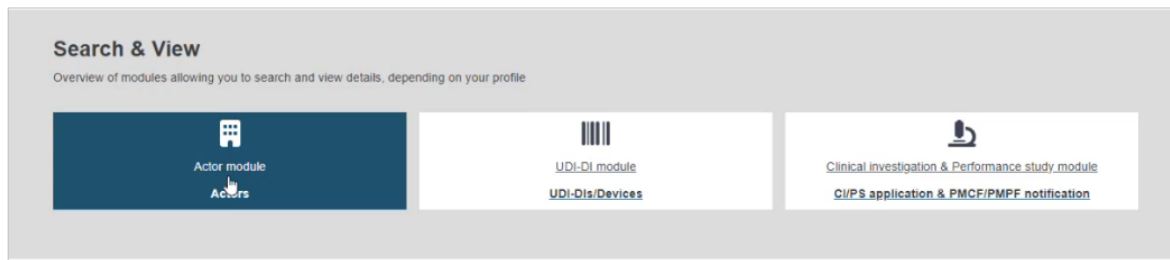 Search & View
Overview of modules allowing you to search and view details, depending on your profile
Actor module
Actors
UDI-DI module
UDI-DIs/Devices
Clinical investigation & Performance study module
CI/PS application & PMCF/PMPF notification